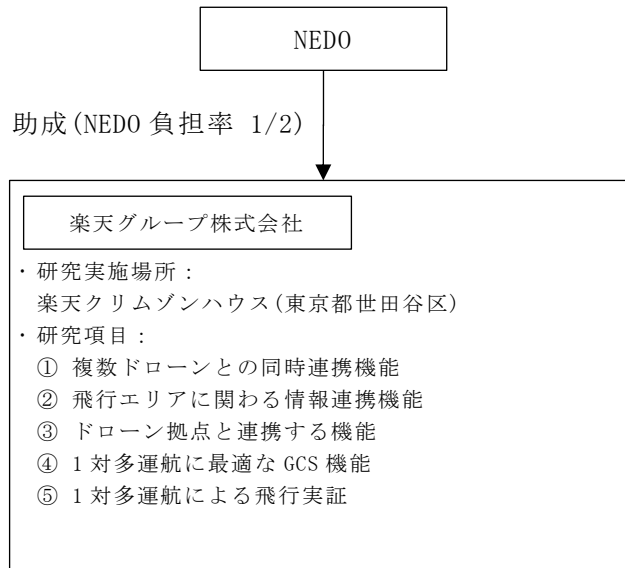 NEDO
助成(NEDO 負担率 1/2)
楽天グループ株式会社
・研究実施場所：
楽天クリムゾンハウス(東京都世田谷区)
・研究項目：
① 複数ドローンとの同時連携機能
② 飛行エリアに関わる情報連携機能
③ ドローン拠点と連携する機能
④ 1対多運航に最適な GCS 機能
⑤ 1対多運航による飛行実証